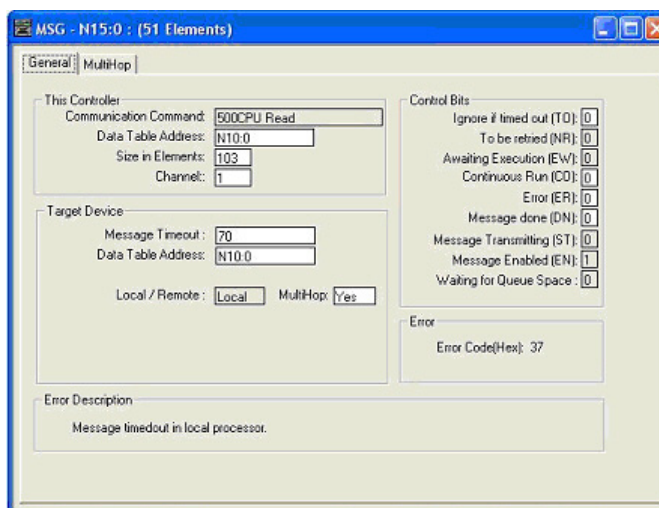 MSG - N15:0 : (51 Elements)
General MultiHop
This Controller
Communication Command: 500CPU Read
Data Table Address: N10:0
Size in Elements: 103
Channel: 1
Target Device
Message Timeout : 70
Data Table Address: N10:0
Local / Remote : Local MultiHop: Yes
Control Bits
Ignore if timed out (TO): 0
To be retried (NR): 0
Awaiting Execution (EW): 0
Continuous Run (CO): 0
Error (ER): 0
Message done (DN): 0
Message Transmitting (ST): 0
Message Enabled (EN): 1
Waiting for Queue Space : 0
Error
Error Code(Hex): 37
Error Description
Message timedout in local processor.